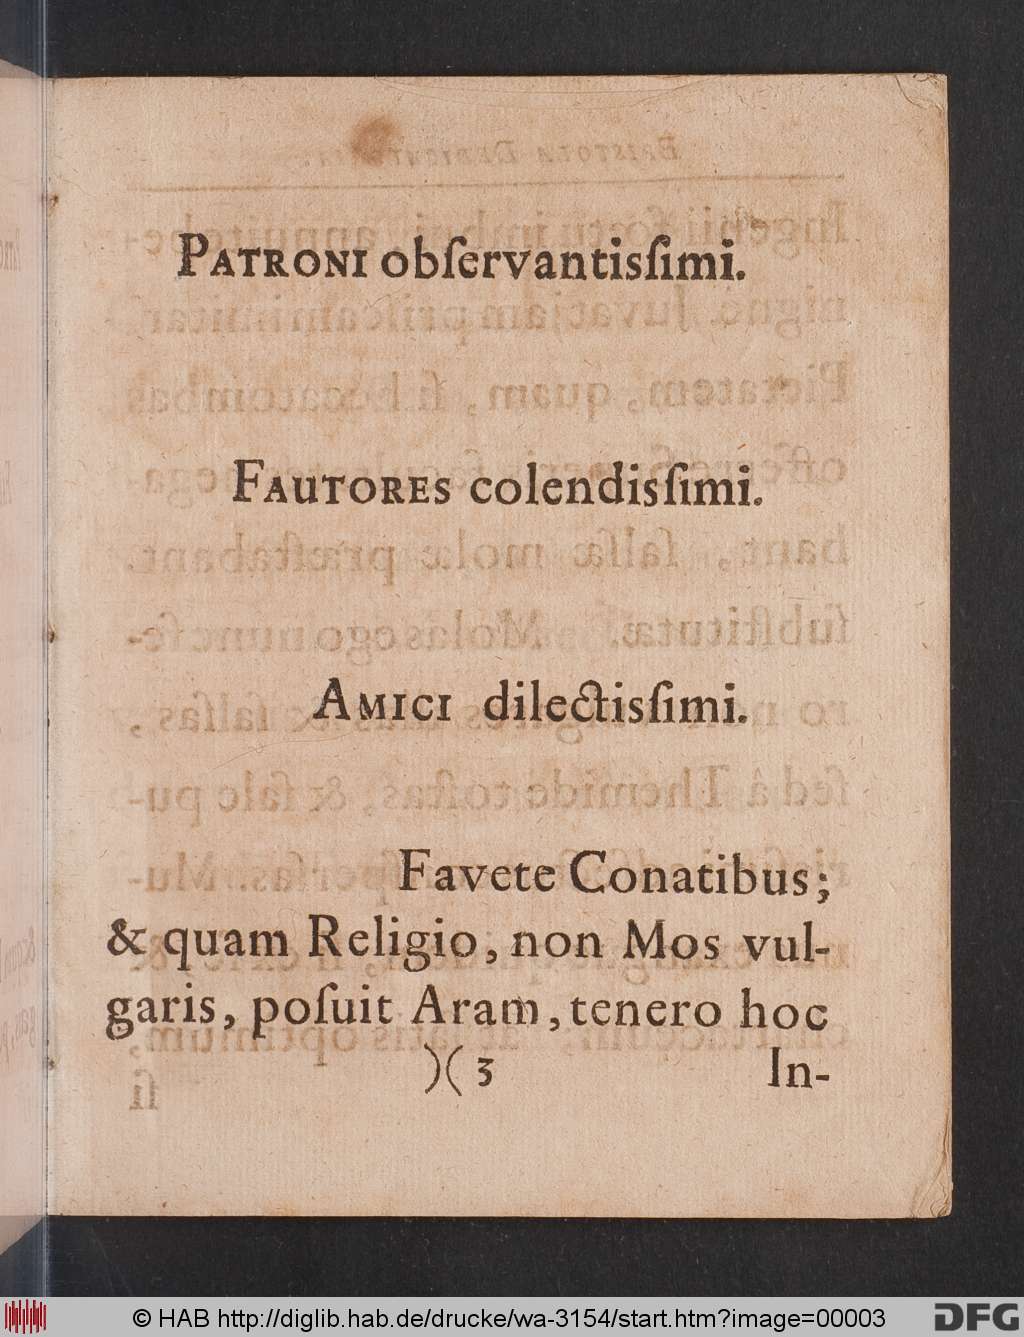 PATRONI obſervantisſimi.
FAUTORES colendisſimi.
AMICI dilectisſimi.
Favete Conatibus;
& quam Religio, non Mos vul-
garis, poſuit Aram, tenero hoc
)( 3 In-
© HAB http://diglib.hab.de/drucke/wa-3154/start.htm?image=00003 DFG